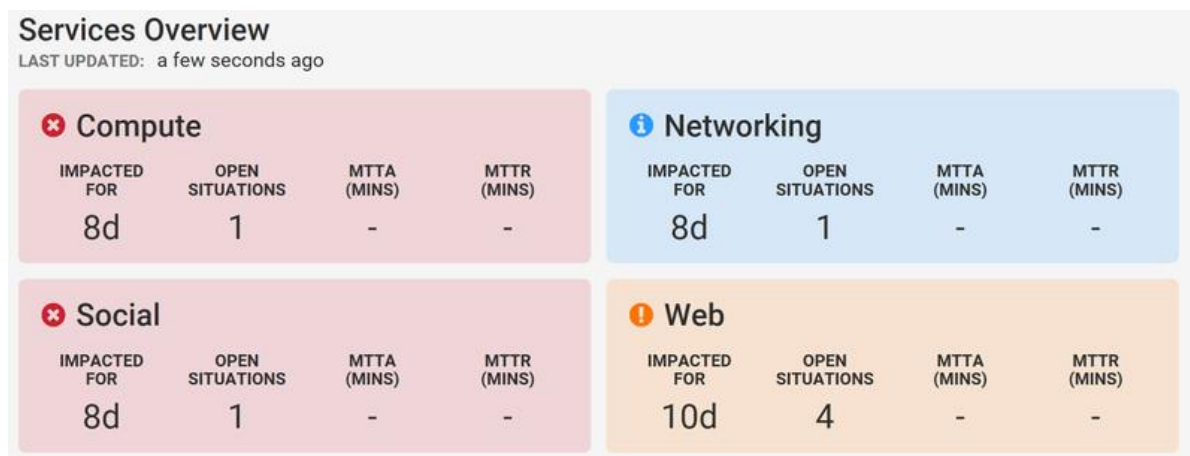 Services Overview
LAST UPDATED: a few seconds ago
Compute
IMPACTED FOR
OPEN SITUATIONS
MTTA (MINS)
MTTR (MINS)
8d
1
-
-
Networking
IMPACTED FOR
OPEN SITUATIONS
MTTA (MINS)
MTTR (MINS)
8d
1
-
-
Social
IMPACTED FOR
OPEN SITUATIONS
MTTA (MINS)
MTTR (MINS)
8d
1
-
-
Web
IMPACTED FOR
OPEN SITUATIONS
MTTA (MINS)
MTTR (MINS)
10d
4
-
-